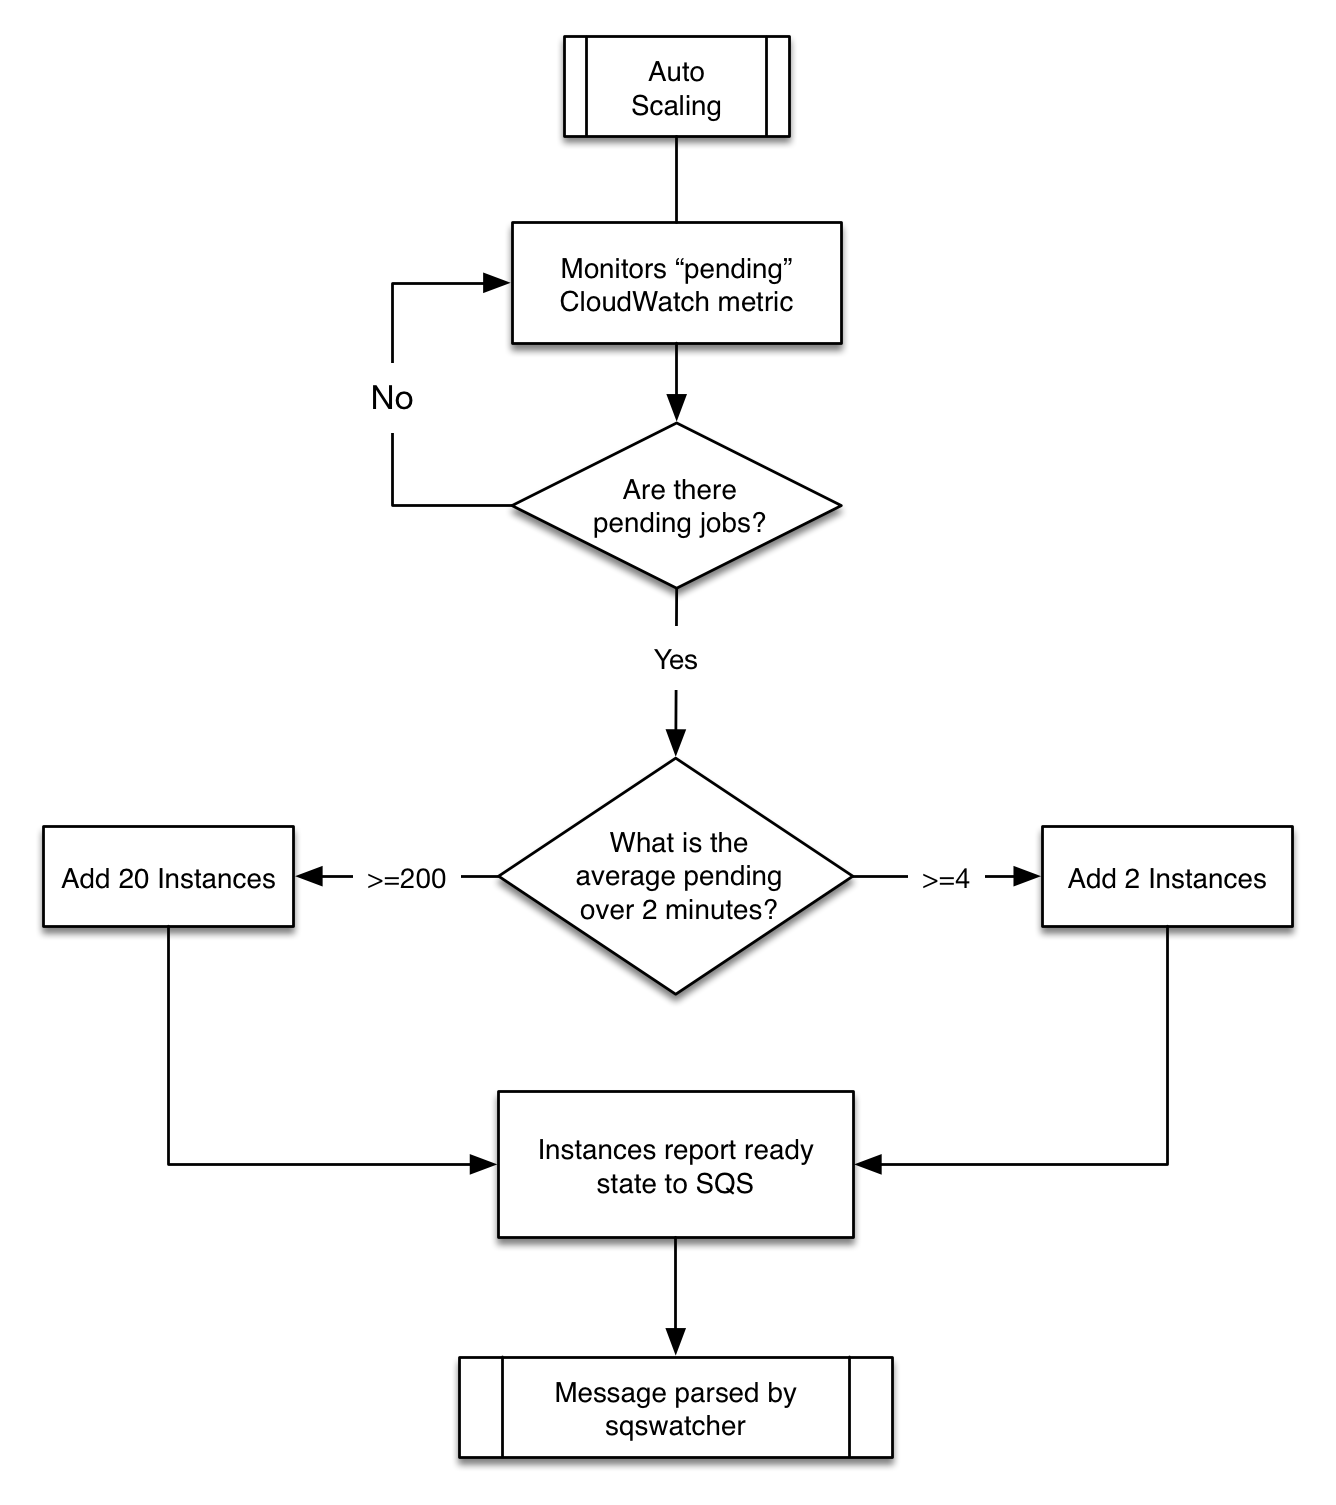 Auto
Scaling
Monitors “pending”
CloudWatch metric
No
Are there
pending jobs?
Yes
What is the
average pending
over 2 minutes?
Add 20 Instances
>=200
>=4
Add 2 Instances
Instances report ready
state to SQS
Message parsed by
sqswatcher